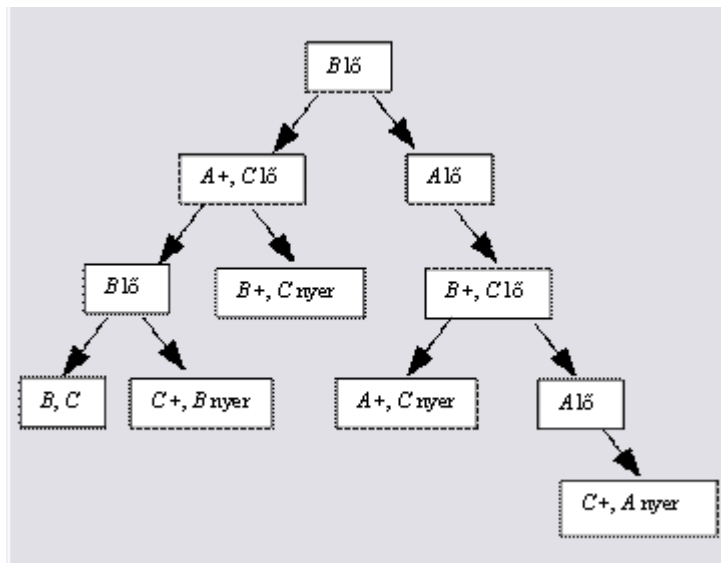 B lő
A+, C lő
A lő
B lő
B+, C nyer
B+, C lő
B, C
C+, B nyer
A+, C nyer
A lő
C+, A nyer